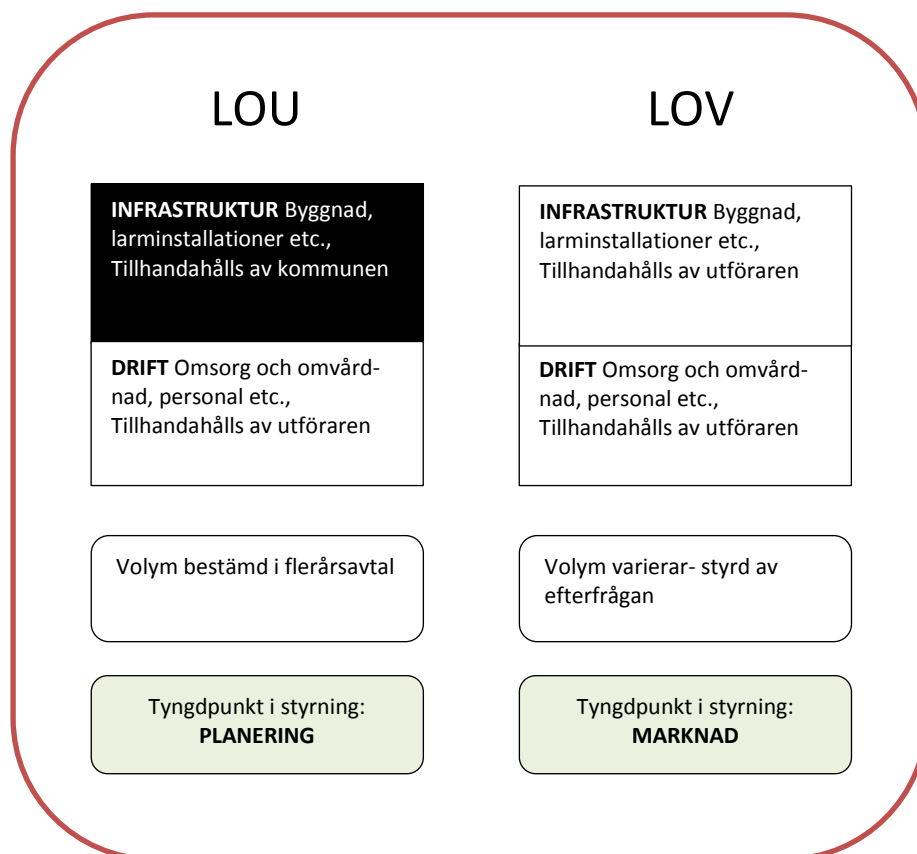 LOU
INFRASTRUKTUR Byggnad,
larminstallationer etc.,
Tillhandahålls av kommunen
DRIFT Omsorg och omvård-
nad, personal etc.,
Tillhandahålls av utföraren
Volym bestämd i flerårsavtal
Tyngdpunkt i styrning:
PLANERING
LOV
INFRASTRUKTUR Byggnad,
larminstallationer etc.,
Tillhandahålls av utföraren
DRIFT Omsorg och omvård-
nad, personal etc.,
Tillhandahålls av utföraren
Volym varierar- styrd av
efterfrågan
Tyngdpunkt i styrning:
MARKNAD